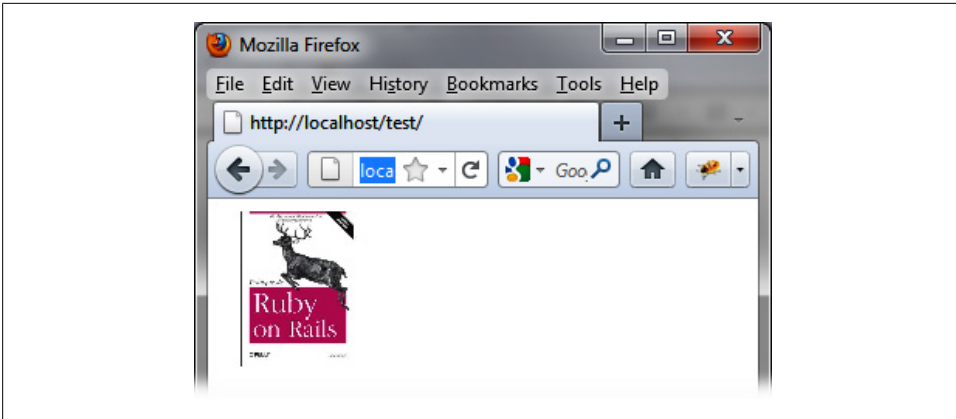 Mozilla Firefox
File Edit View History Bookmarks Tools Help
http://localhost/test/
loca Goo
Ruby
on Rails